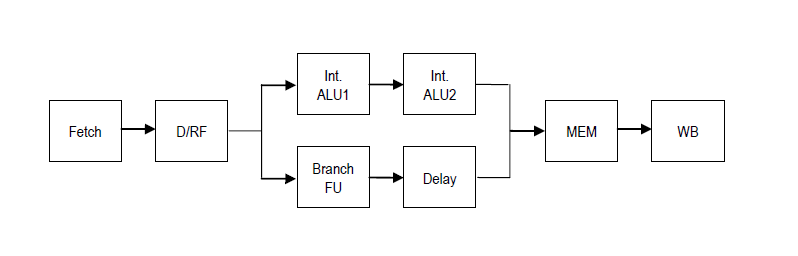 Fetch
D/RF
Int.
ALU1
Int.
ALU2
Branch
FU
Delay
MEM
WB